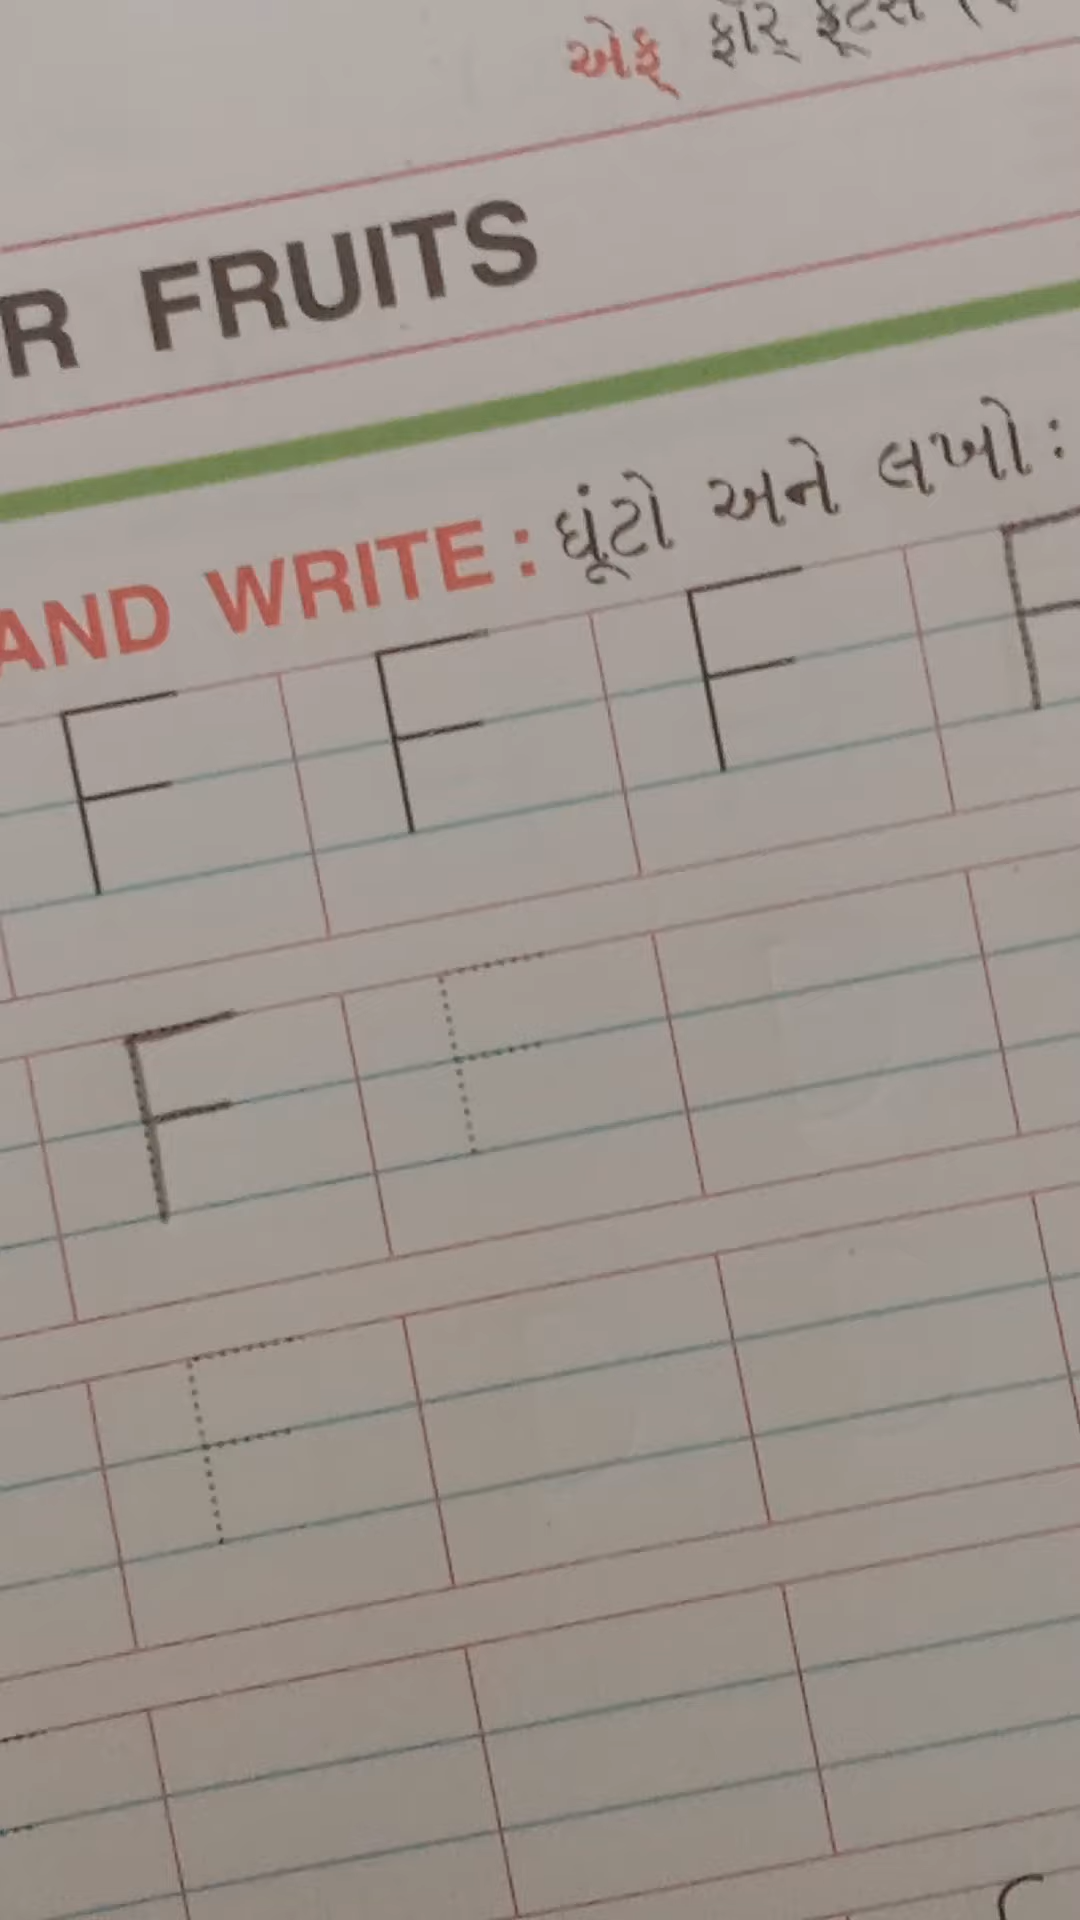 એફ્ ફૉર્ ફ્રૂટ્સ
R FRUITS
AND WRITE : ઘૂંટો અને લખો :
F F F F
F F
F